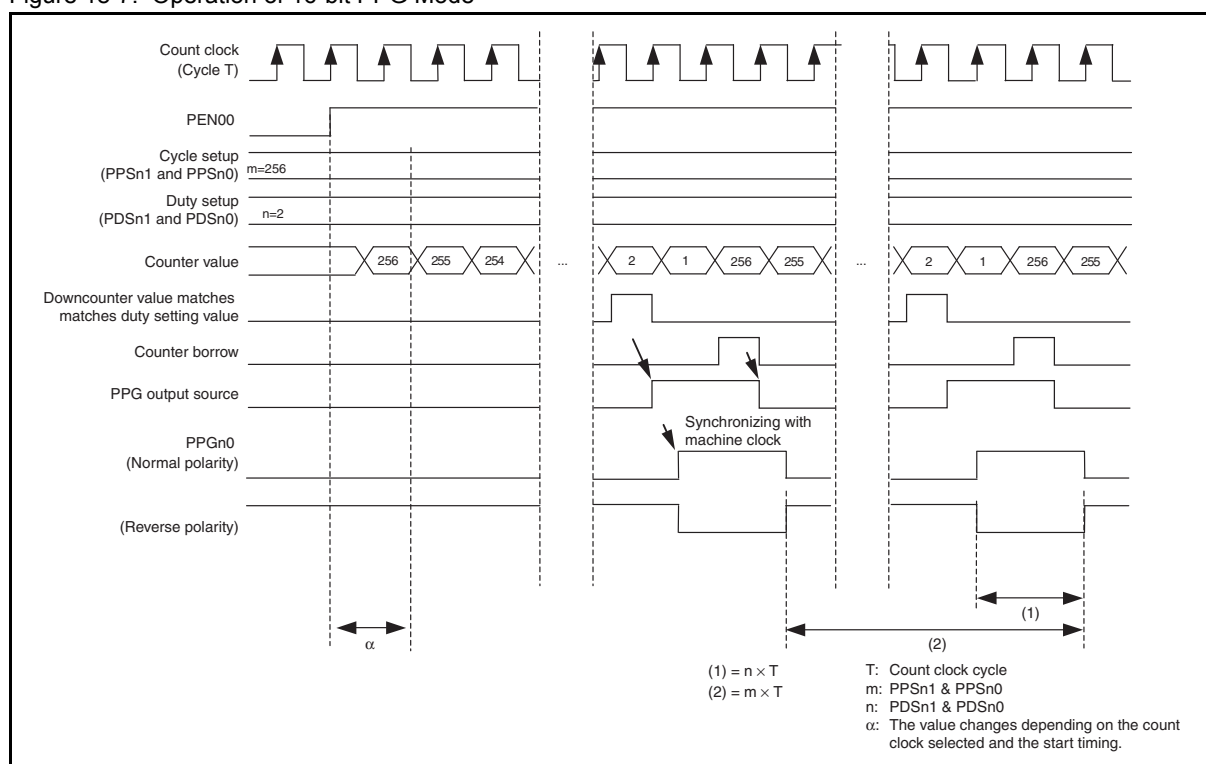 Figure 18-7. Operation of 16-bit PPG Mode
Count clock
(Cycle T)
PEN00
Cycle setup
(PPSn1 and PPSn0)
m=256
Duty setup
(PDSn1 and PDSn0)
n=2
Counter value
256 255 254 ... 2 1 256 255 ... 2 1 256 255
Downcounter value matches
matches duty setting value
Counter borrow
PPG output source
Synchronizing with
machine clock
PPGn0
(Normal polarity)
(Reverse polarity)
α
(1)
(2)
(1) = n × T
(2) = m × T
T: Count clock cycle
m: PPSn1 & PPSn0
n: PDSn1 & PDSn0
α: The value changes depending on the count
clock selected and the start timing.